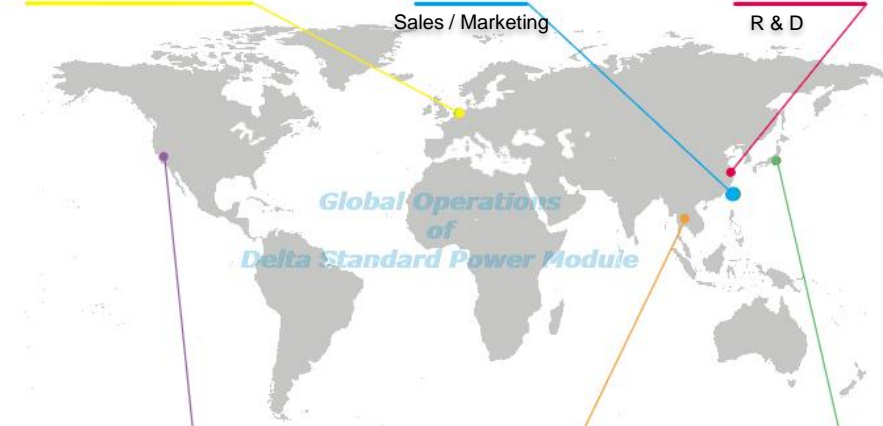 Sales / Marketing
R & D
Global Operations
of
Delta Standard Power Module